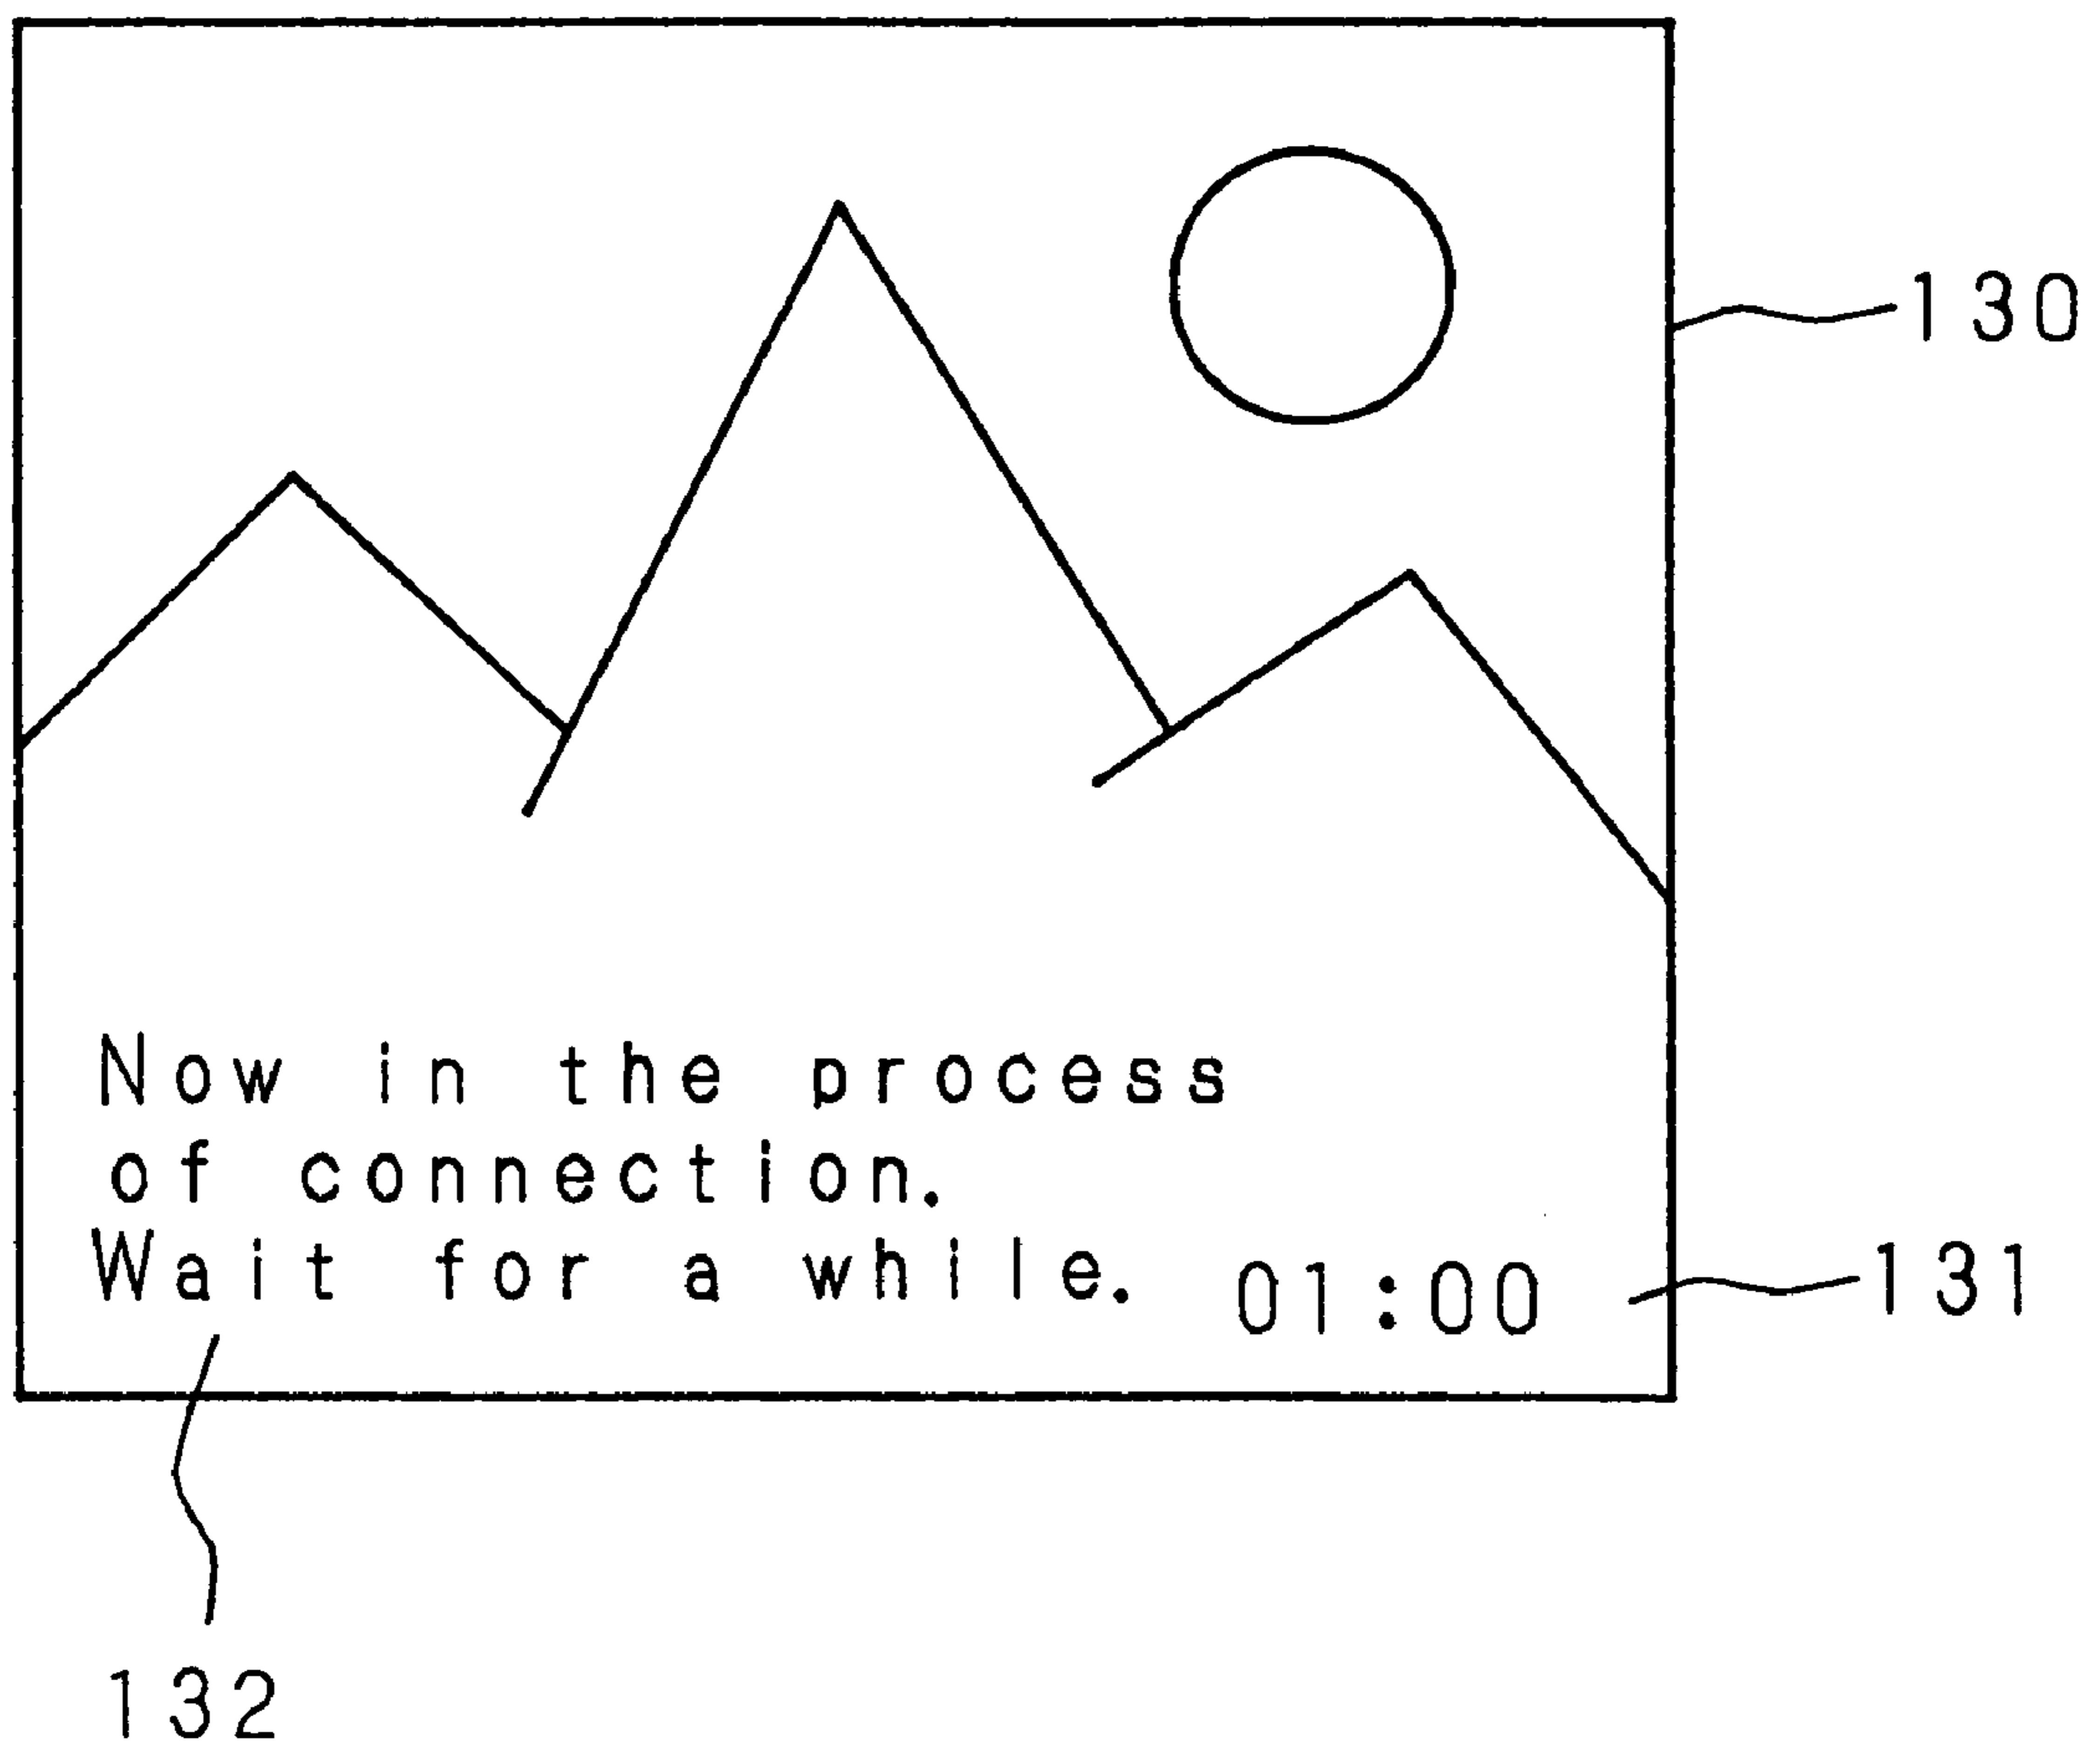 130
Now in the process
of connection.
Wait for a while.
01:00
131
132